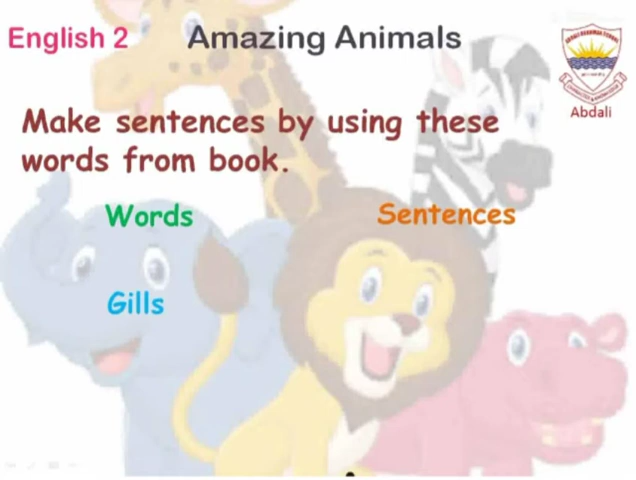 English 2 Amazing Animals
Abdali
Make sentences by using these
words from book.
Words Sentences
Gills